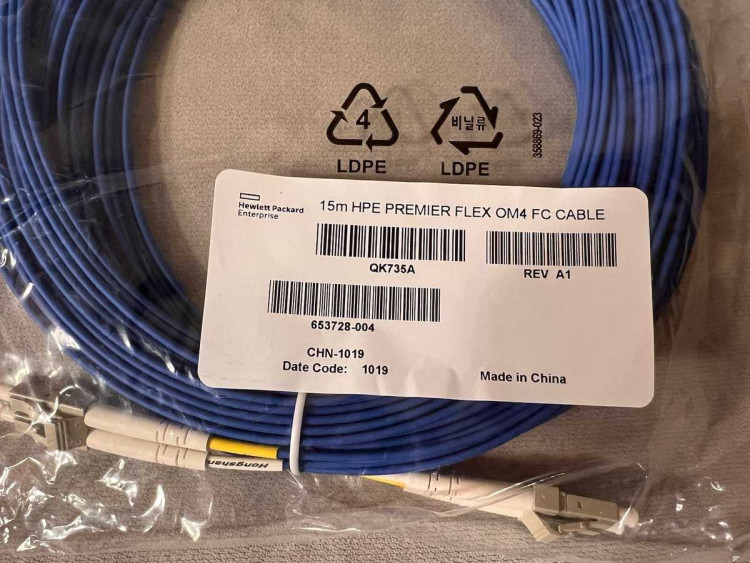 4
LDPE
비닐류
LDPE
358869-023
Hewlett Packard
Enterprise
15m HPE PREMIER FLEX OM4 FC CABLE
QK735A
REV A1
653728-004
CHN-1019
Date Code: 1019
Made in China
Hongshan